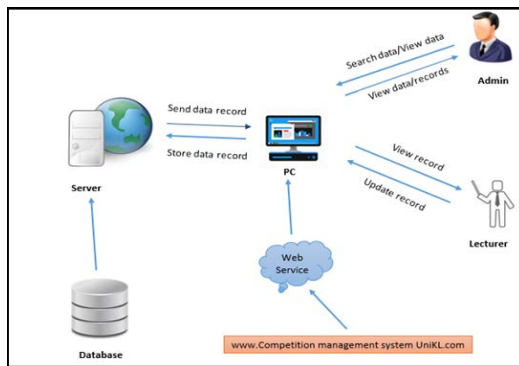 Search data/View data
View data/records
Admin
Send data record
Store data record
Server
PC
View record
Update record
Lecturer
Web
Service
Database
www.Competition management system UniKL.com